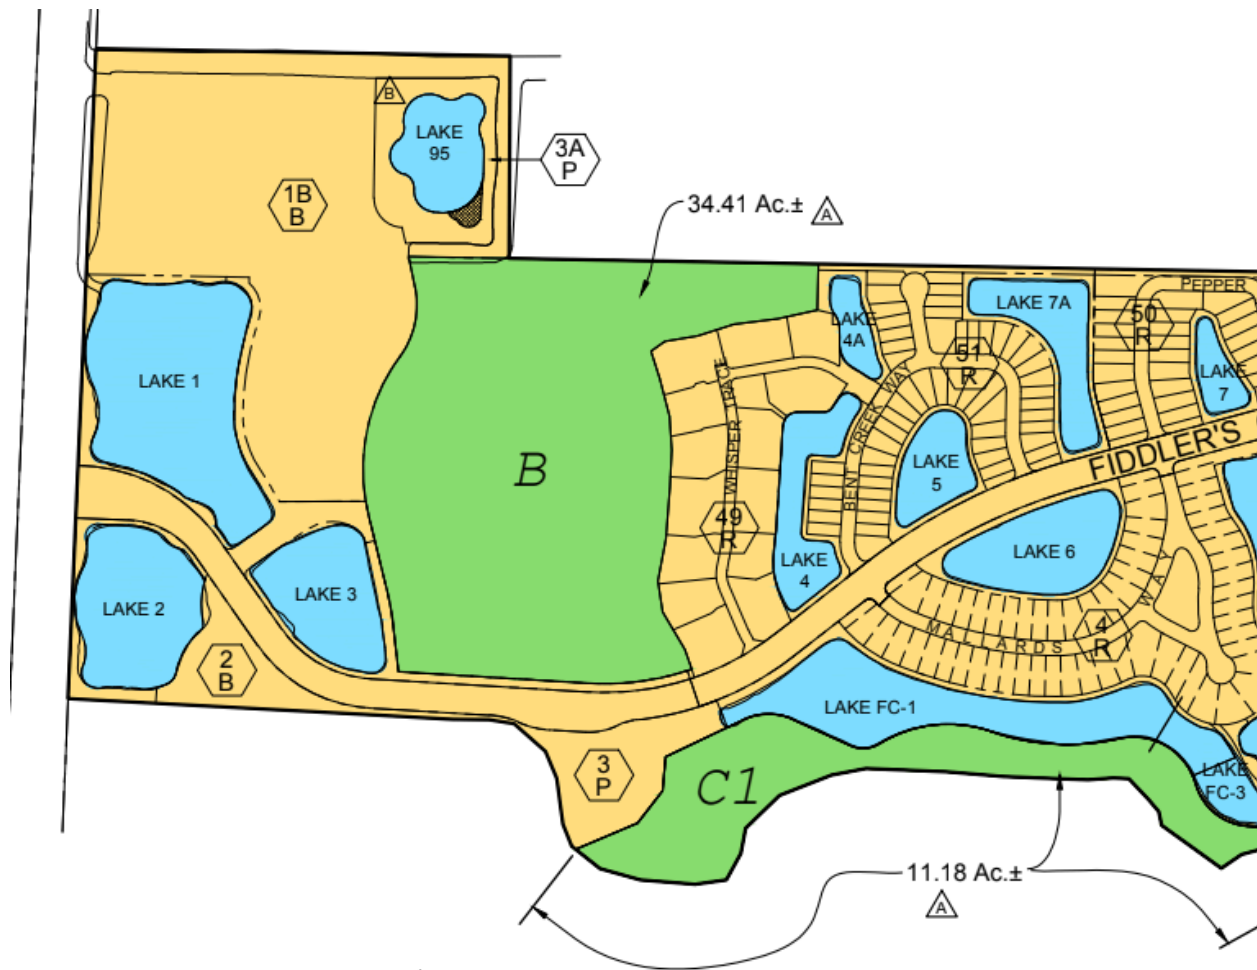 B
LAKE
95
3A
P
1B
B
34.41 Ac.±
A
PEPPER
LAKE 7A
50
R
LAKE
4A
51
R
LAKE 1
LAKE
7
WHISPER TRACE
BENT CREEK WAY
FIDDLER'S
B
LAKE
5
49
R
LAKE 6
LAKE
4
LAKE 2
LAKE 3
MALLARDS WAY
4
R
2
B
LAKE FC-1
3
P
C1
LAKE
FC-3
11.18 Ac.±
A